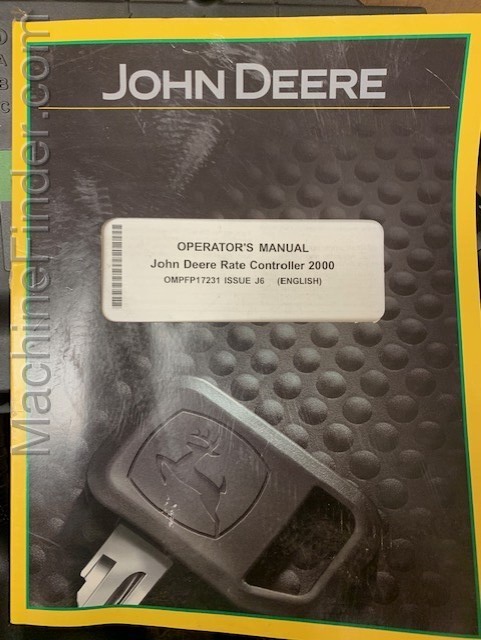 JOHN DEERE
OPERATOR'S MANUAL
John Deere Rate Controller 2000
OMPFP17231 ISSUE J6 (ENGLISH)
MachineFinder.com
A
B
C